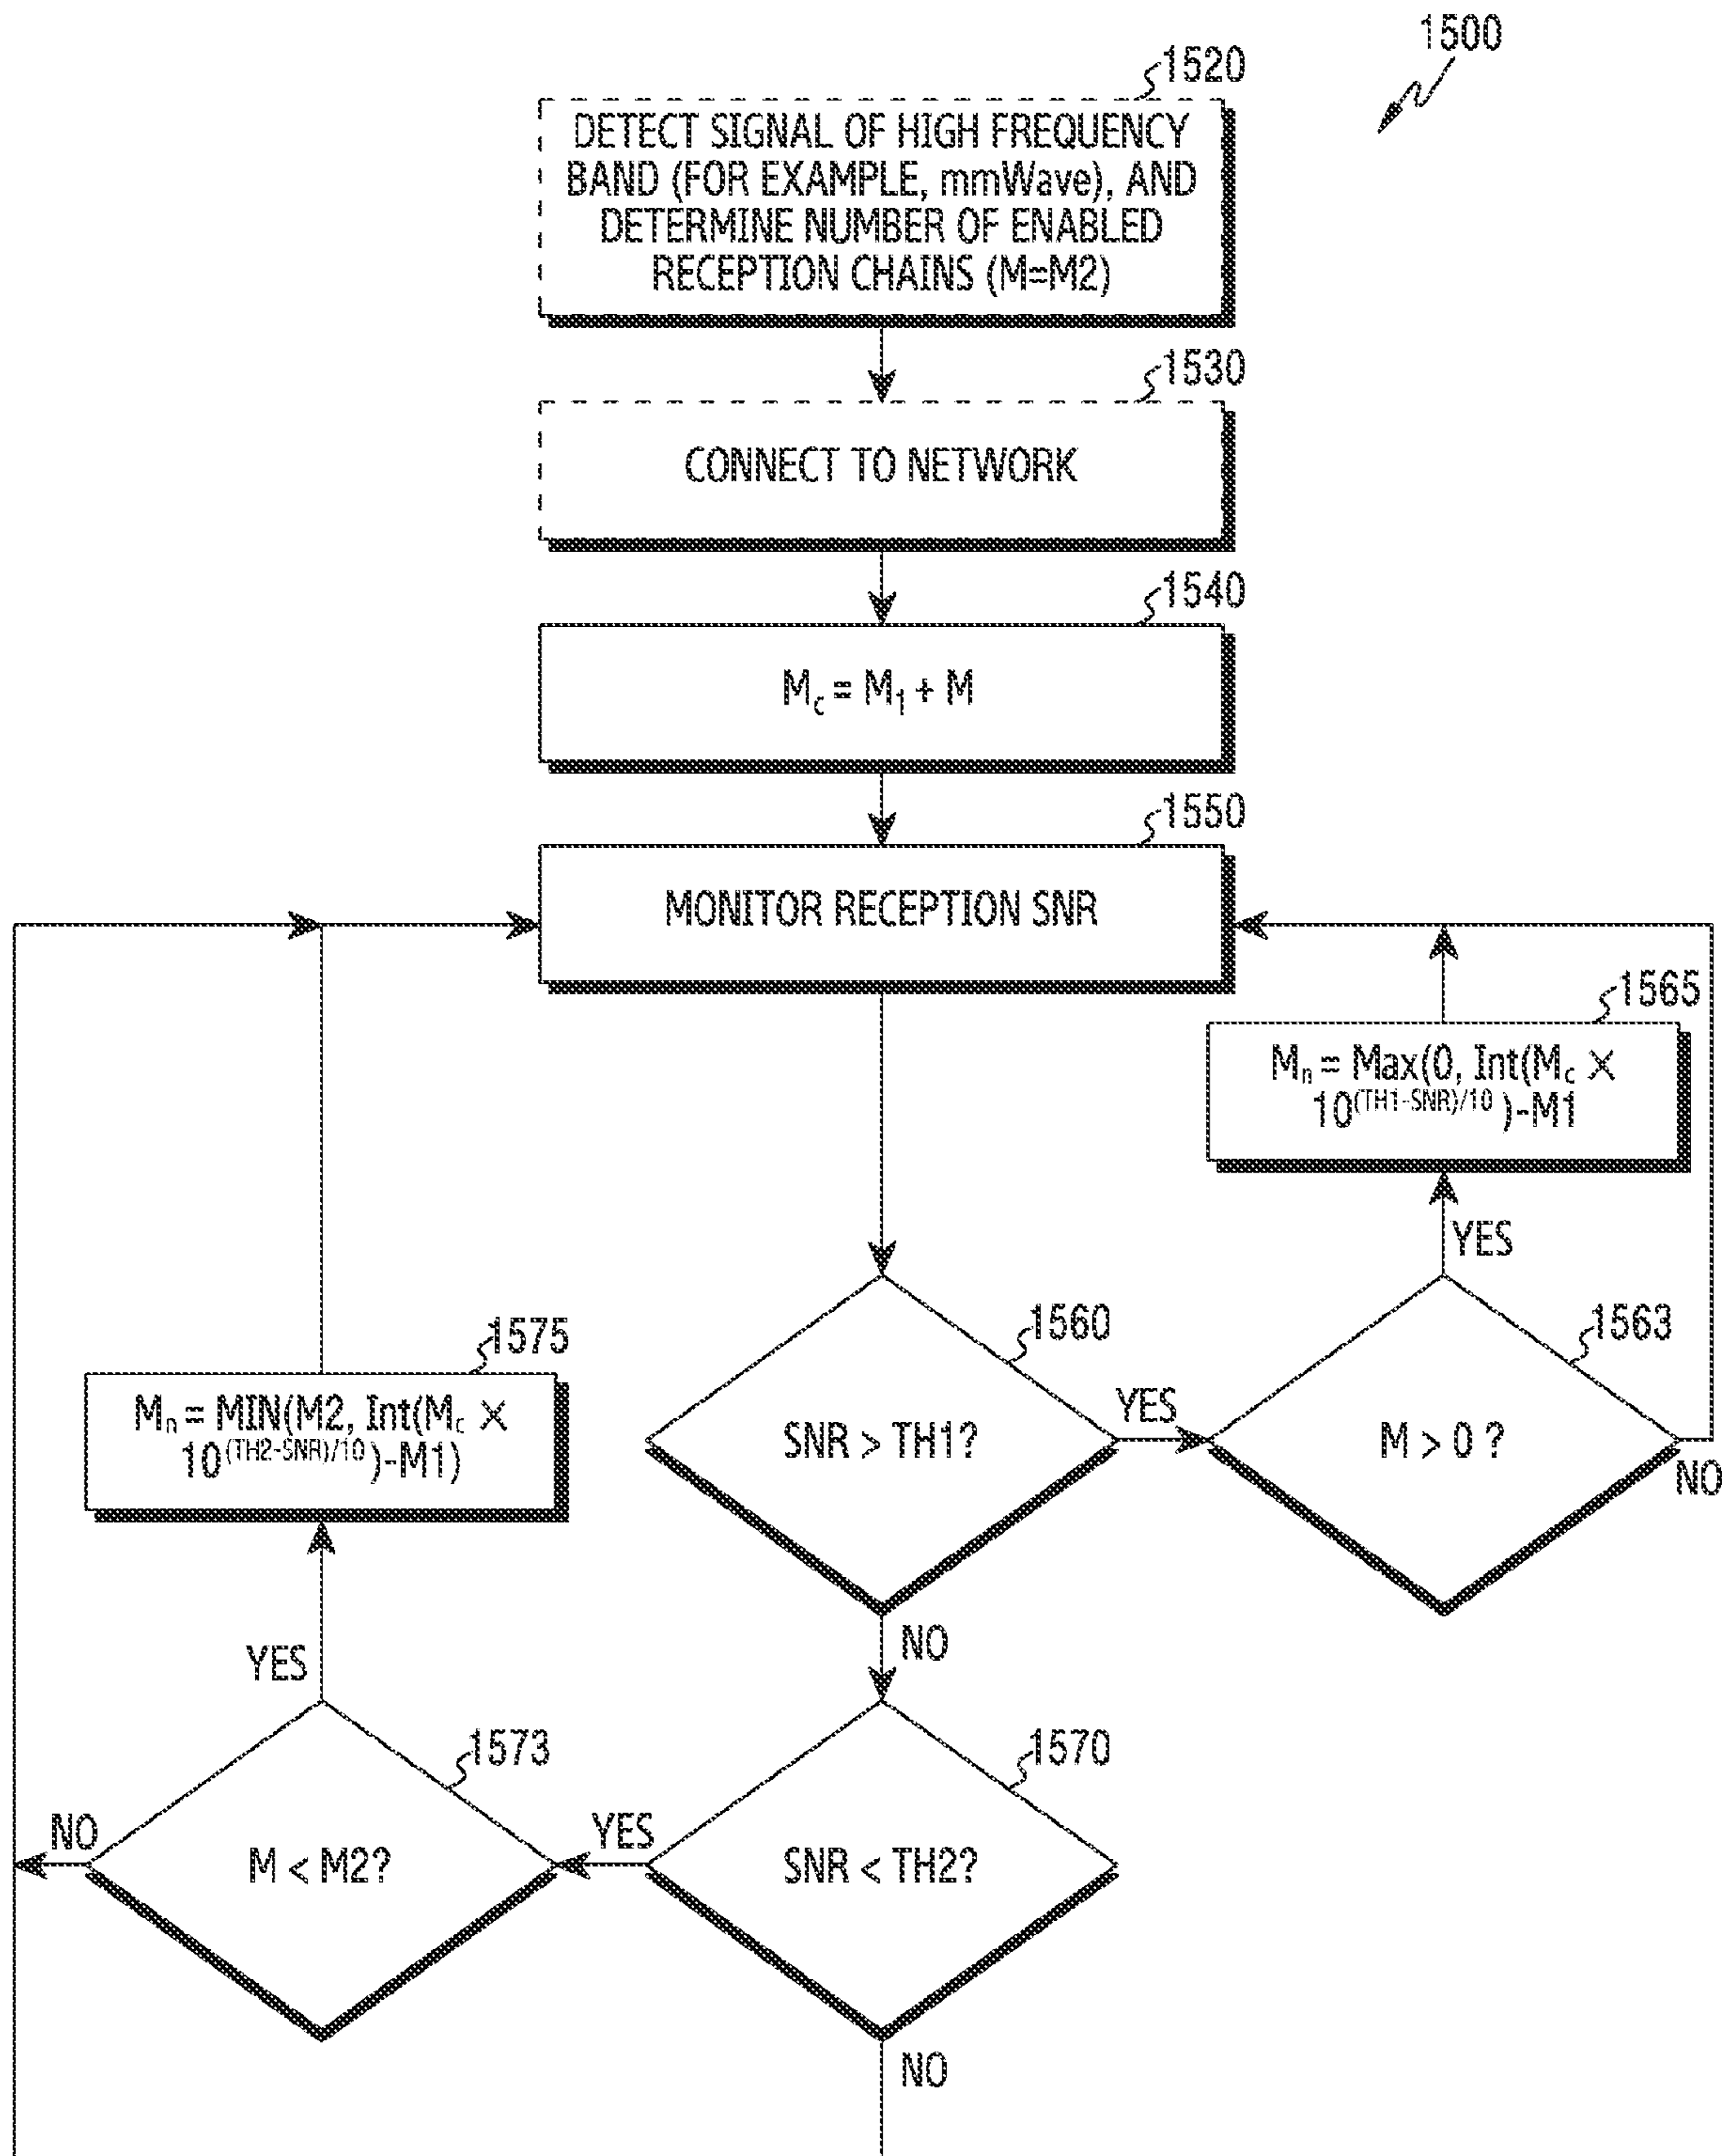 1500
1520
DETECT SIGNAL OF HIGH FREQUENCY
BAND (FOR EXAMPLE, mmWave), AND
DETERMINE NUMBER OF ENABLED
RECEPTION CHAINS (M=M2)
1530
CONNECT TO NETWORK
1540
Mc = M1 + M
1550
MONITOR RECEPTION SNR
1565
Mn = Max(0, Int(Mc ×
10^(TH1-SNR)/10 )-M1
YES
1575
Mn = MIN(M2, Int(Mc ×
10^(TH2-SNR)/10 )-M1)
1560
SNR > TH1?
YES
1563
M > 0 ?
NO
NO
YES
1573
M < M2?
NO
1570
SNR < TH2?
YES
NO